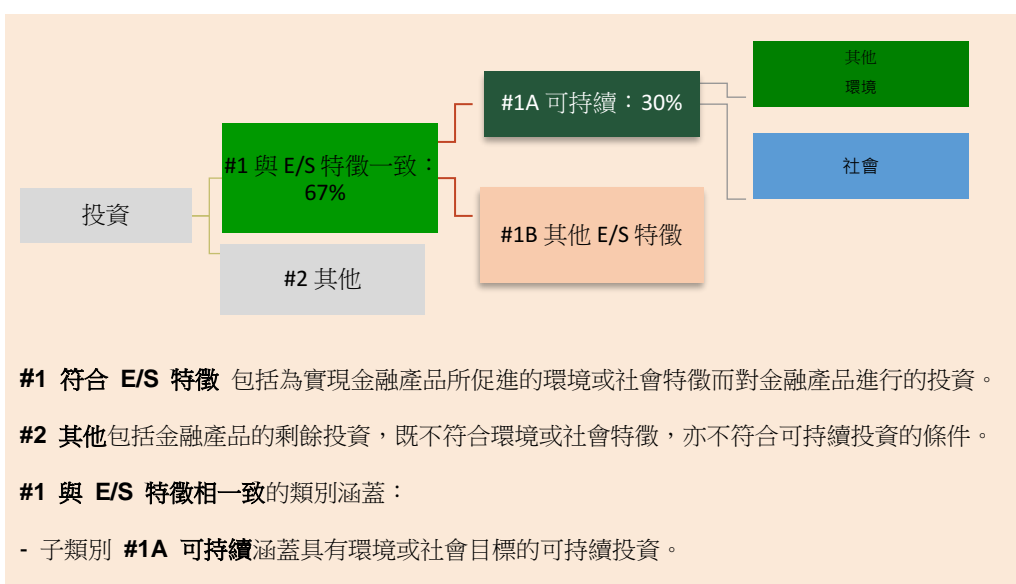 其他
環境
#1A 可持續：30%
#1 與 E/S 特徵一致：
67%
社會
投資
#1B 其他 E/S 特徵
#2 其他
#1 符合 E/S 特徵 包括為實現金融產品所促進的環境或社會特徵而對金融產品進行的投資。
#2 其他包括金融產品的剩餘投資，既不符合環境或社會特徵，亦不符合可持續投資的條件。
#1 與 E/S 特徵相一致的類別涵蓋：
- 子類別 #1A 可持續涵蓋具有環境或社會目標的可持續投資。